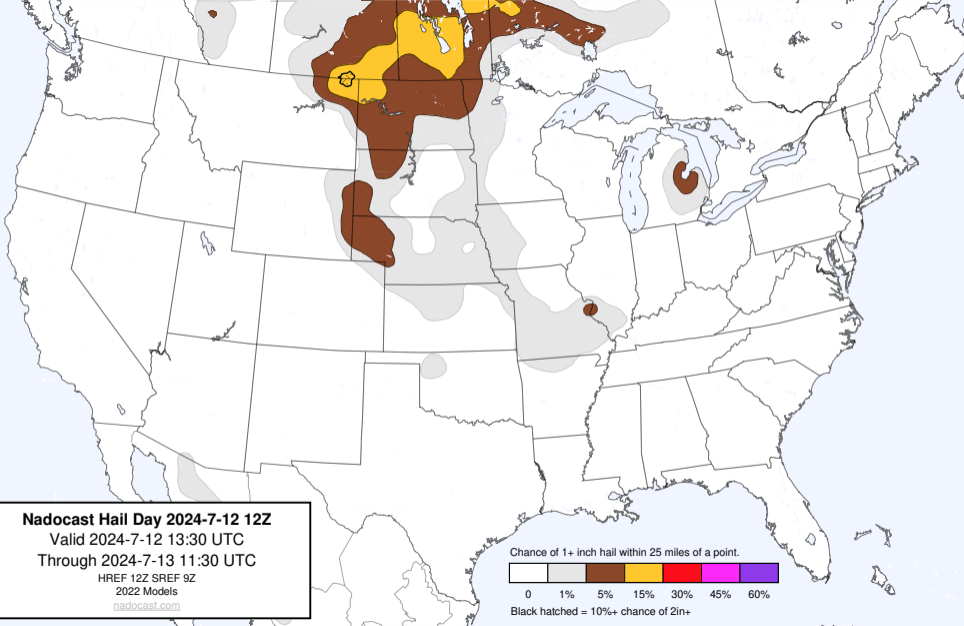 Nadocast Hail Day 2024-7-12 12Z
Valid 2024-7-12 13:30 UTC
Through 2024-7-13 11:30 UTC
HREF 12Z SREF 9Z
2022 Models
nadocast.com
Chance of 1+ inch hail within 25 miles of a point.
0 1% 5% 15% 30% 45% 60%
Black hatched = 10%+ chance of 2in+